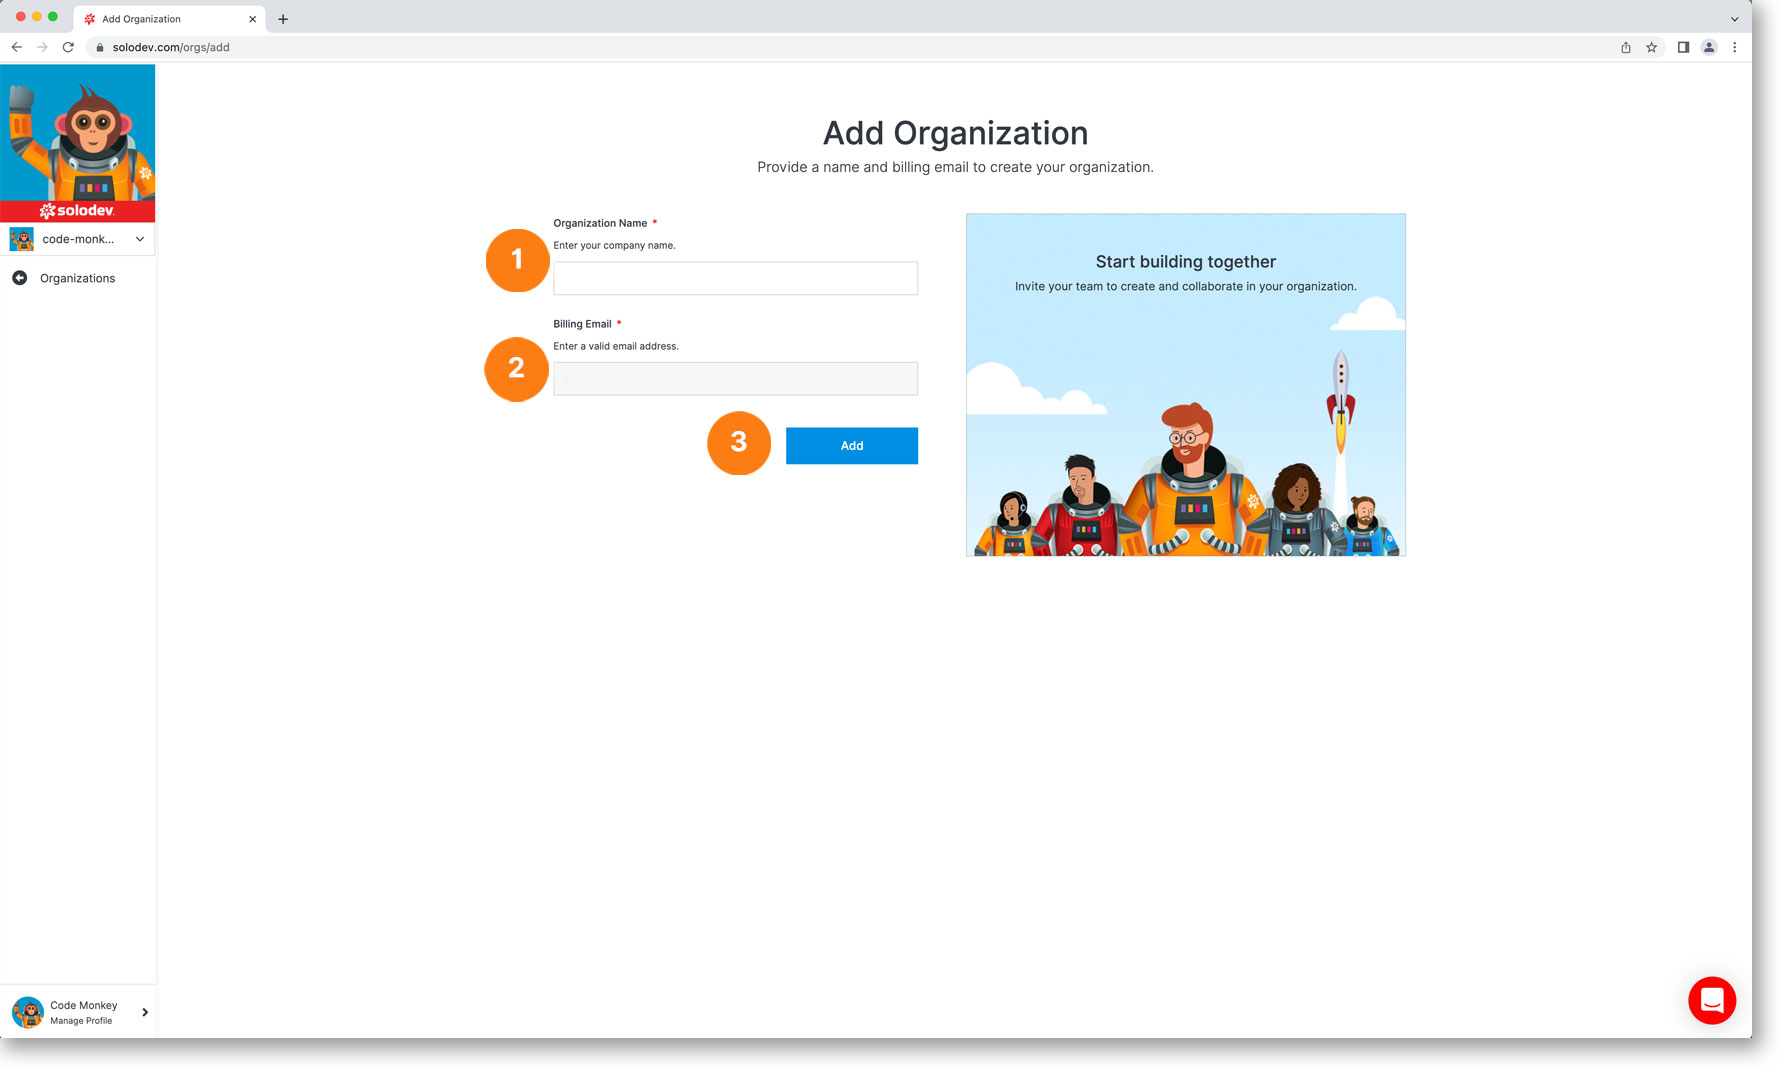 Add Organization
solodev.com/orgs/add
solodev
code-monk...
Organizations
Add Organization
Provide a name and billing email to create your organization.
Organization Name *
Enter your company name.
1
Billing Email *
Enter a valid email address.
2
3
Add
Start building together
Invite your team to create and collaborate in your organization.
Code Monkey
Manage Profile